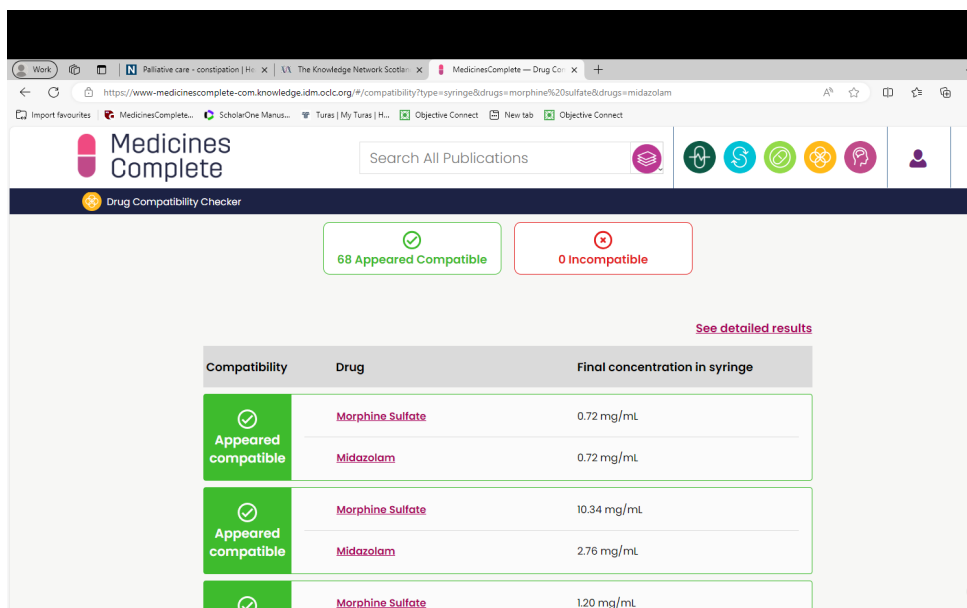 Work
Palliative care - constipation | He
The Knowledge Network Scotlan
MedicinesComplete — Drug Con
https://www-medicinescomplete-com.knowledge.idm.oclc.org/#/compatibility?type=syringe&drugs=morphine%20sulfate&drugs=midazolam
Import favourites
MedicinesComplete...
ScholarOne Manus...
Turas | My Turas | H...
Objective Connect
New tab
Objective Connect
Medicines
Complete
Search All Publications
Drug Compatibility Checker
68 Appeared Compatible
0 Incompatible
See detailed results
Compatibility Drug Final concentration in syringe
Appeared
compatible
Morphine Sulfate 0.72 mg/mL
Midazolam 0.72 mg/mL
Appeared
compatible
Morphine Sulfate 10.34 mg/mL
Midazolam 2.76 mg/mL
Morphine Sulfate 1.20 mg/mL